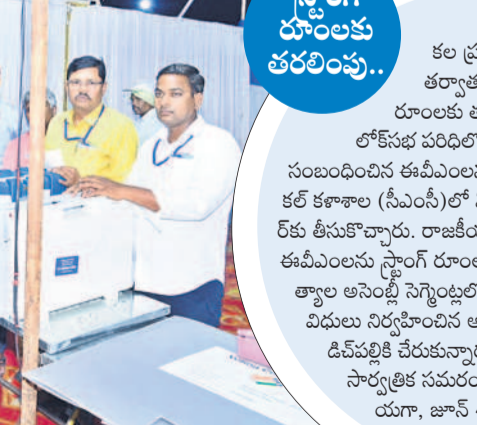 స్ట్రాంగ్
రూంలకు
తరలింపు..
కల
తర్వాత
రూంలకు
లోక్‌సభ పరిధిలో
సంబంధించిన ఈవీఎంలను
కల్ కళాశాల (సీఎంసీ)లో
ర్‌కు తీసుకొచ్చారు. రాజకీయ
ఈవీఎంలను స్ట్రాంగ్ రూం
త్యాల అసెంబ్లీ సెగ్మెంట్లలో
విధులు నిర్వహించిన
డిచ్‌పల్లికి చేరుకున్నారు
సార్వత్రిక సమరం
యగా, జూన్